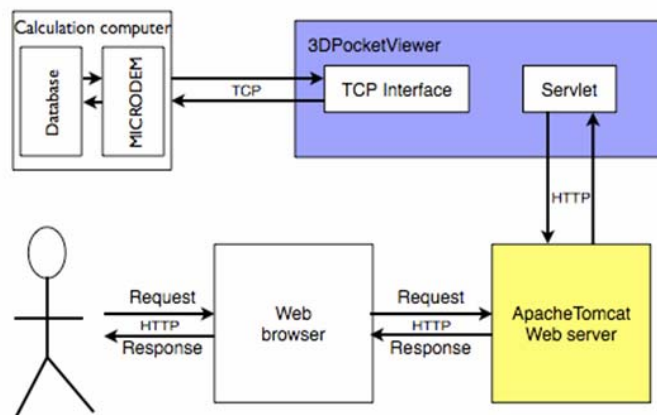 Calculation computer
Database
MICRODEM
TCP
3DPocketViewer
TCP Interface
Servlet
HTTP
Request
HTTP
Response
Web
browser
Request
HTTP
Response
ApacheTomcat
Web server